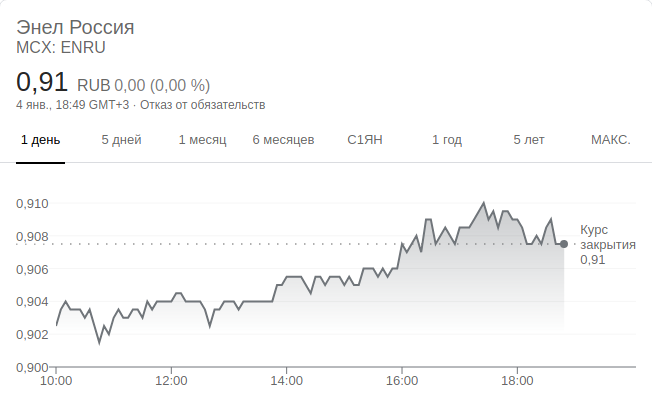 Энел Россия
MCX: ENRU
0,91 RUB 0,00 (0,00 %)
4 янв., 18:49 GMT+3 · Отказ от обязательств
1 день 5 дней 1 месяц 6 месяцев С1ЯН 1 год 5 лет МАКС.
0,910
0,908
0,906
0,904
0,902
0,900
Курс
закрытия
0,91
10:00 12:00 14:00 16:00 18:00